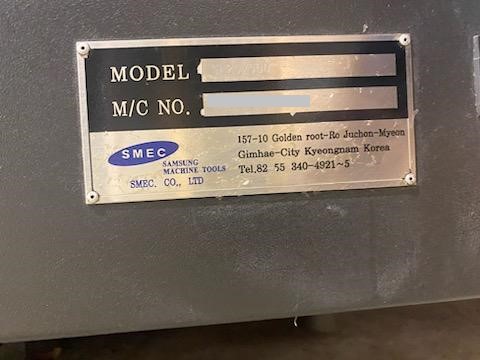 MODEL
M/C NO.
SMEC
SAMSUNG
MACHINE TOOLS
SMEC. CO., LTD
157-10 Golden root-Ro Juchon-Myeon
Gimhae-City Kyeongnam Korea
Tel.82 55 340-4921~5